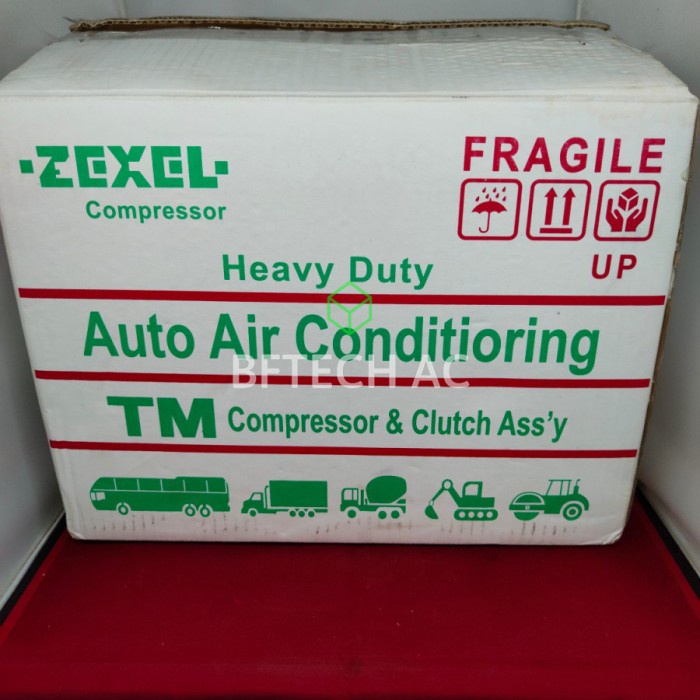 ZEXEL
Compressor
FRAGILE
UP
Heavy Duty
Auto Air Conditioring
BFTECH AC
TM Compressor & Clutch Ass'y